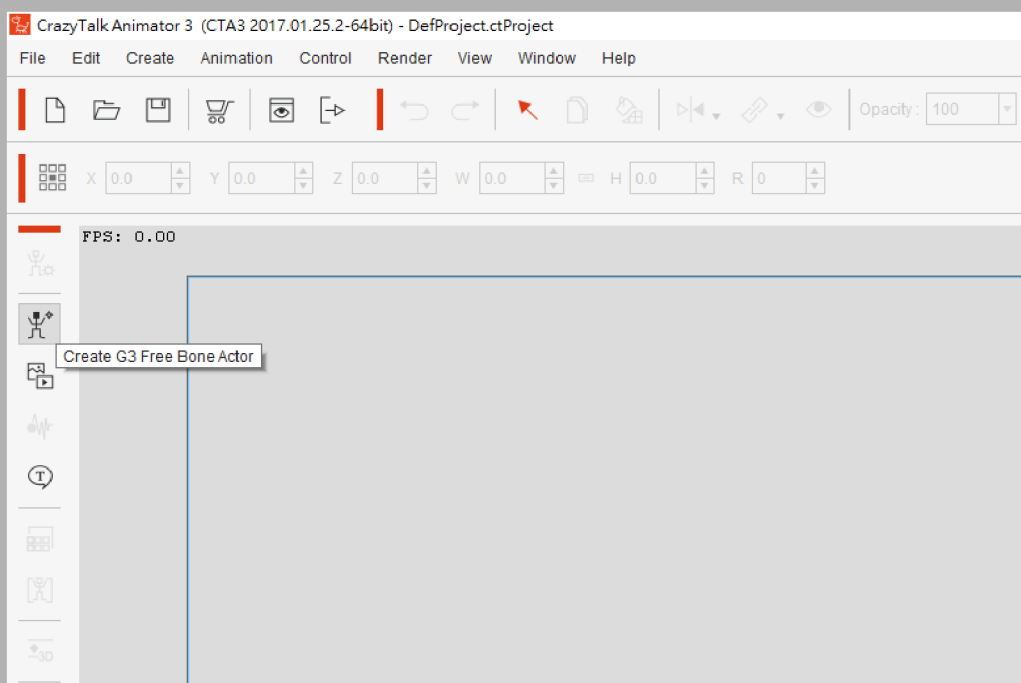 CrazyTalk Animator 3 (CTA3 2017.01.25.2-64bit) - DefProject.ctProject
File Edit Create Animation Control Render View Window Help
Opacity : 100
X 0.0 Y 0.0 Z 0.0 W 0.0 H 0.0 R 0
FPS: 0.00
Create G3 Free Bone Actor
T
3D